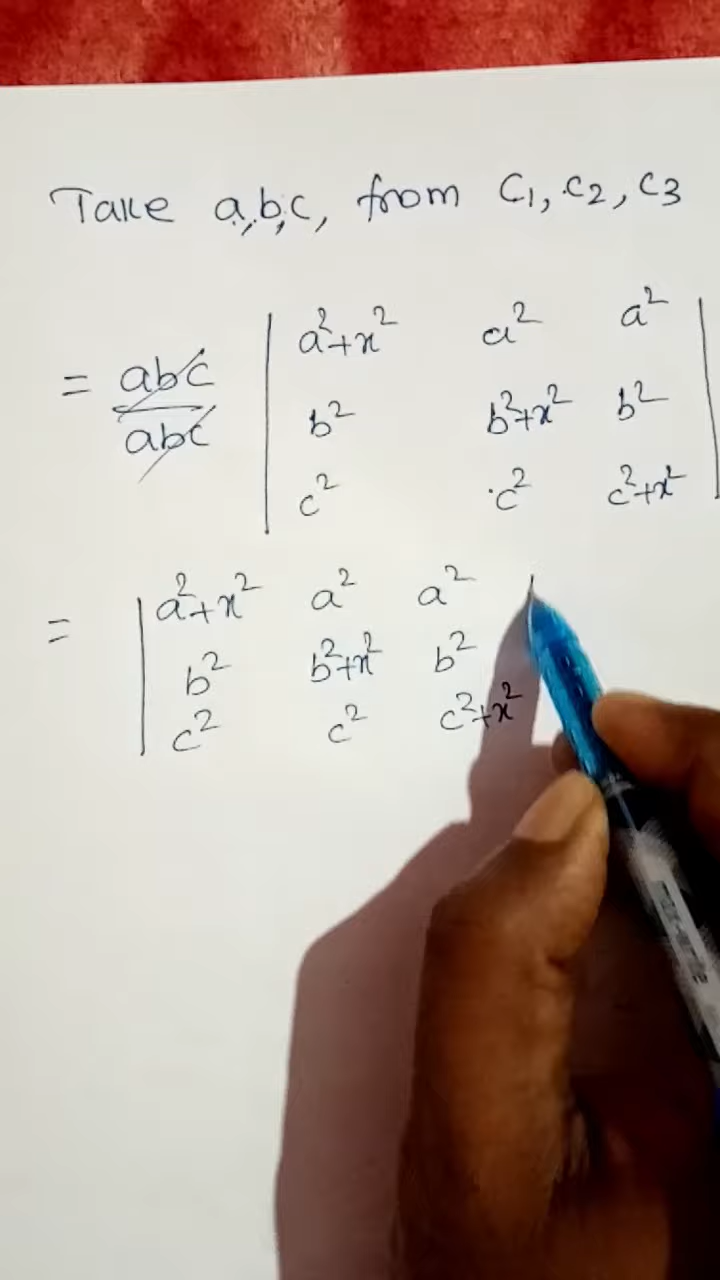 Take a,b,c, from C1, C2, C3
= abc/abc | a²+x² a² a² |
b² b²+x² b²
c² c² c²+x²
= | a²+x² a² a² |
b² b²+x² b²
c² c² c²+x²